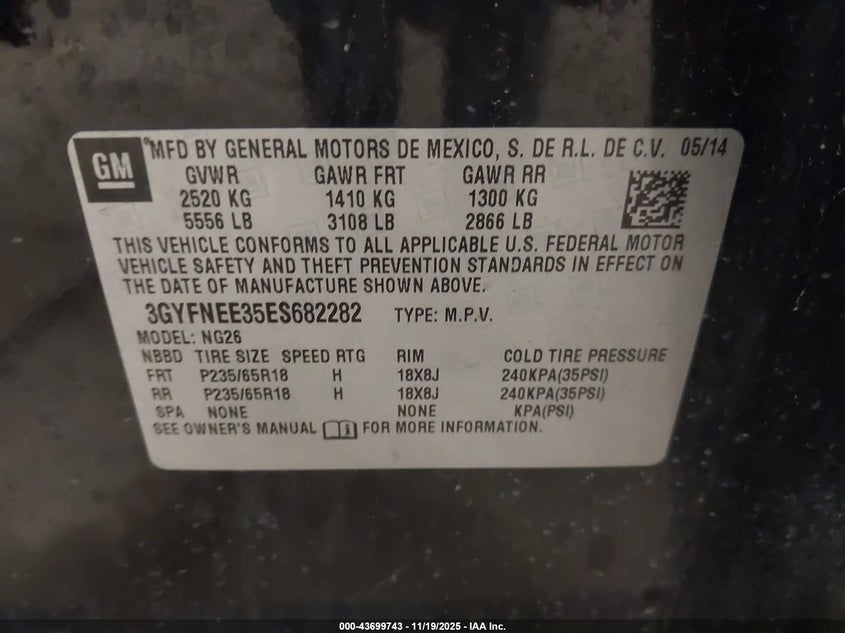 GM
*MFD BY GENERAL MOTORS DE MEXICO, S. DE R.L. DE C.V. 05/14
GVWR GAWR FRT GAWR RR
2520 KG 1410 KG 1300 KG
5556 LB 3108 LB 2866 LB
THIS VEHICLE CONFORMS TO ALL APPLICABLE U.S. FEDERAL MOTOR
VEHICLE SAFETY AND THEFT PREVENTION STANDARDS IN EFFECT ON
THE DATE OF MANUFACTURE SHOWN ABOVE.
3GYFNEE35ES682282 TYPE: M.P.V.
MODEL: NG26
NBBD TIRE SIZE SPEED RTG RIM COLD TIRE PRESSURE
FRT P235/65R18 H 18X8J 240KPA(35PSI)
RR P235/65R18 H 18X8J 240KPA(35PSI)
SPA NONE NONE KPA(PSI)
SEE OWNER'S MANUAL FOR MORE INFORMATION.
000-43699743 - 11/19/2025 - IAA Inc.